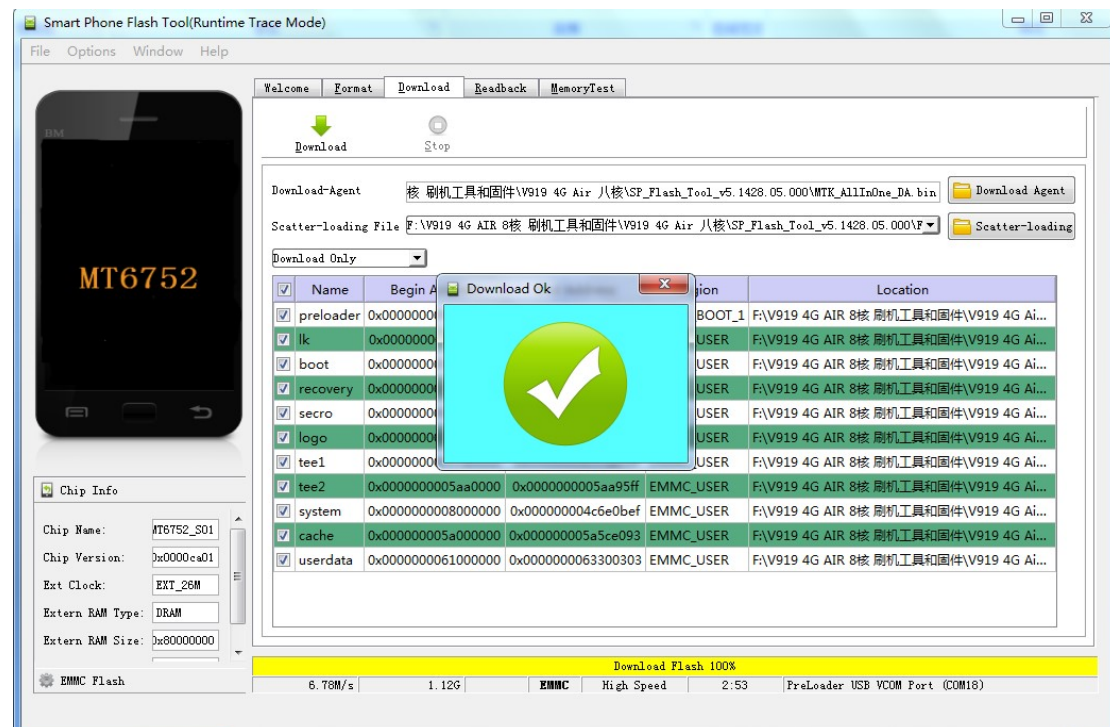 Smart Phone Flash Tool(Runtime Trace Mode)
File Options Window Help
Welcome Format Download Readback MemoryTest
BM
Download Stop
Download-Agent 核 刷机工具和固件\V919 4G Air 八核\SP_Flash_Tool_v5.1428.05.000\MTK_AllInOne_DA.bin Download Agent
Scatter-loading File F:\V919 4G AIR 8核 刷机工具和固件\V919 4G Air 八核\SP_Flash_Tool_v5.1428.05.000\F Scatter-loading
Download Only
MT6752
Download Ok
Name Begin A gion Location
preloader 0x0000000 BOOT_1 F:\V919 4G AIR 8核 刷机工具和固件\V919 4G Ai...
lk 0x0000000 USER F:\V919 4G AIR 8核 刷机工具和固件\V919 4G Ai...
boot 0x0000000 USER F:\V919 4G AIR 8核 刷机工具和固件\V919 4G Ai...
recovery 0x0000000 USER F:\V919 4G AIR 8核 刷机工具和固件\V919 4G Ai...
secro 0x0000000 USER F:\V919 4G AIR 8核 刷机工具和固件\V919 4G Ai...
logo 0x0000000 USER F:\V919 4G AIR 8核 刷机工具和固件\V919 4G Ai...
tee1 0x0000000 USER F:\V919 4G AIR 8核 刷机工具和固件\V919 4G Ai...
tee2 0x0000000005aa0000 0x0000000005aa95ff EMMC_USER F:\V919 4G AIR 8核 刷机工具和固件\V919 4G Ai...
system 0x0000000008000000 0x000000004c6e0bef EMMC_USER F:\V919 4G AIR 8核 刷机工具和固件\V919 4G Ai...
cache 0x000000005a000000 0x000000005a5ce093 EMMC_USER F:\V919 4G AIR 8核 刷机工具和固件\V919 4G Ai...
userdata 0x0000000061000000 0x0000000063300303 EMMC_USER F:\V919 4G AIR 8核 刷机工具和固件\V919 4G Ai...
Chip Info
Chip Name: MT6752_S01
Chip Version: 0x0000ca01
Ext Clock: EXT_26M
Extern RAM Type: DRAM
Extern RAM Size: 0x80000000
EMMC Flash
Download Flash 100%
6.78M/s 1.12G EMMC High Speed 2:53 PreLoader USB VCOM Port (COM18)